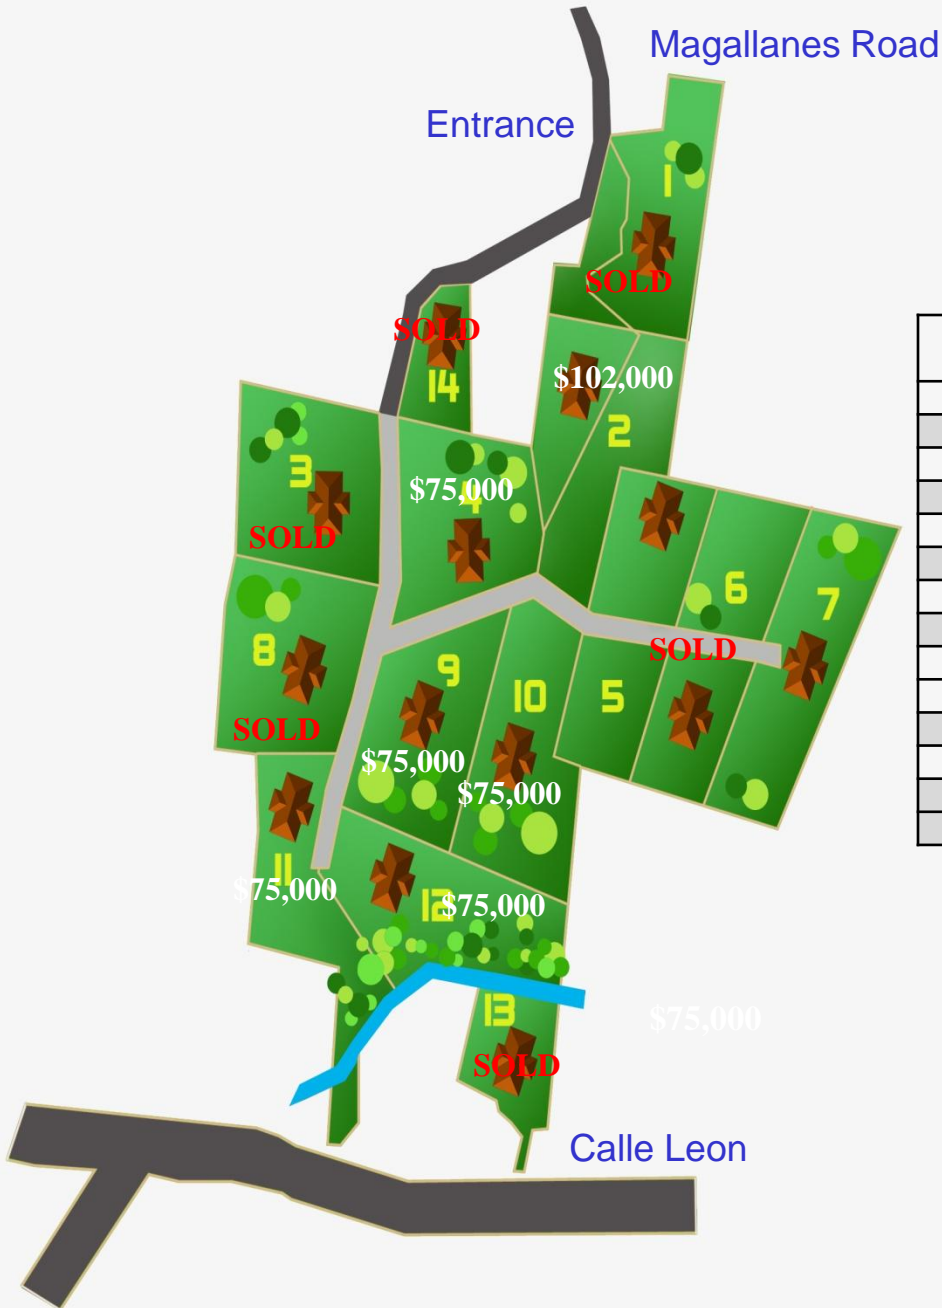 Magallanes Road
Entrance
1
SOLD
SOLD
14
$102,000
2
3
$75,000
4
SOLD
6
7
8
SOLD
9
10
5
SOLD
$75,000
$75,000
11
$75,000
12
$75,000
13
$75,000
SOLD
Calle Leon